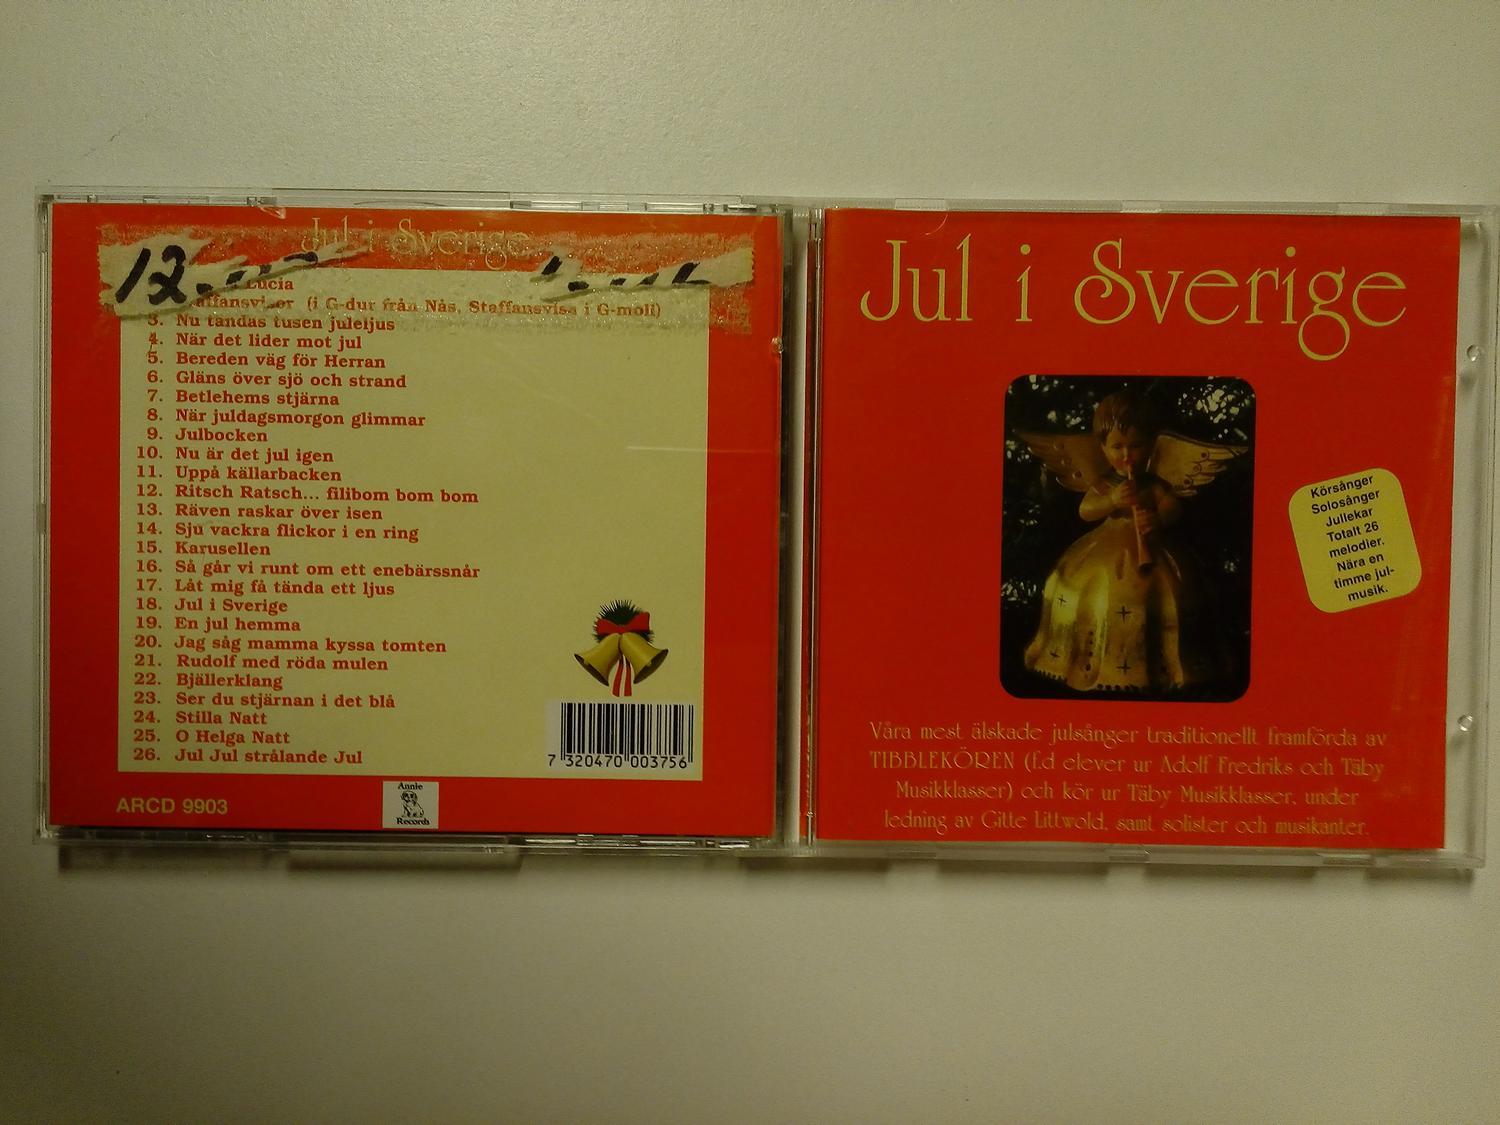 Jul i Sverige
12.
Lucia
(i G-dur från Nås, Staffansvisa i G-moll)
3. Nu tändas tusen juleljus
4. När det lider mot jul
5. Bereden väg för Herran
6. Gläns över sjö och strand
7. Betlehems stjärna
8. När juldagsmorgon glimmar
9. Julbocken
10. Nu är det jul igen
11. Uppå källarbacken
12. Ritsch Ratsch... filibom bom bom
13. Räven raskar över isen
14. Sju vackra flickor i en ring
15. Karusellen
16. Så går vi runt om ett enebärssnår
17. Låt mig få tända ett ljus
18. Jul i Sverige
19. En jul hemma
20. Jag såg mamma kyssa tomten
21. Rudolf med röda mulen
22. Bjällerklang
23. Ser du stjärnan i det blå
24. Stilla Natt
25. O Helga Natt
26. Jul Jul strålande Jul
7 320470 003756
ARCD 9903
Annie
Records
Jul i Sverige
Körsånger
Solosånger
Jullekar
Totalt 26
melodier.
Nära en
timme jul-
musik.
Våra mest älskade julsånger traditionellt framförda av
TIBBLEKÖREN (f.d elever ur Adolf Fredriks och Täby
Musikklasser) och kör ur Täby Musikklasser, under
ledning av Gitte Littwold, samt solister och musikanter.